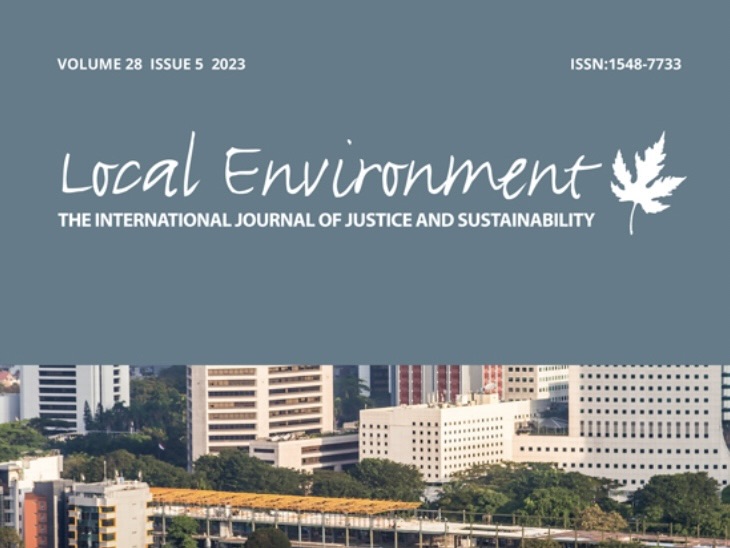 VOLUME 28 ISSUE 5 2023 ISSN:1548-7733
Local Environment
THE INTERNATIONAL JOURNAL OF JUSTICE AND SUSTAINABILITY